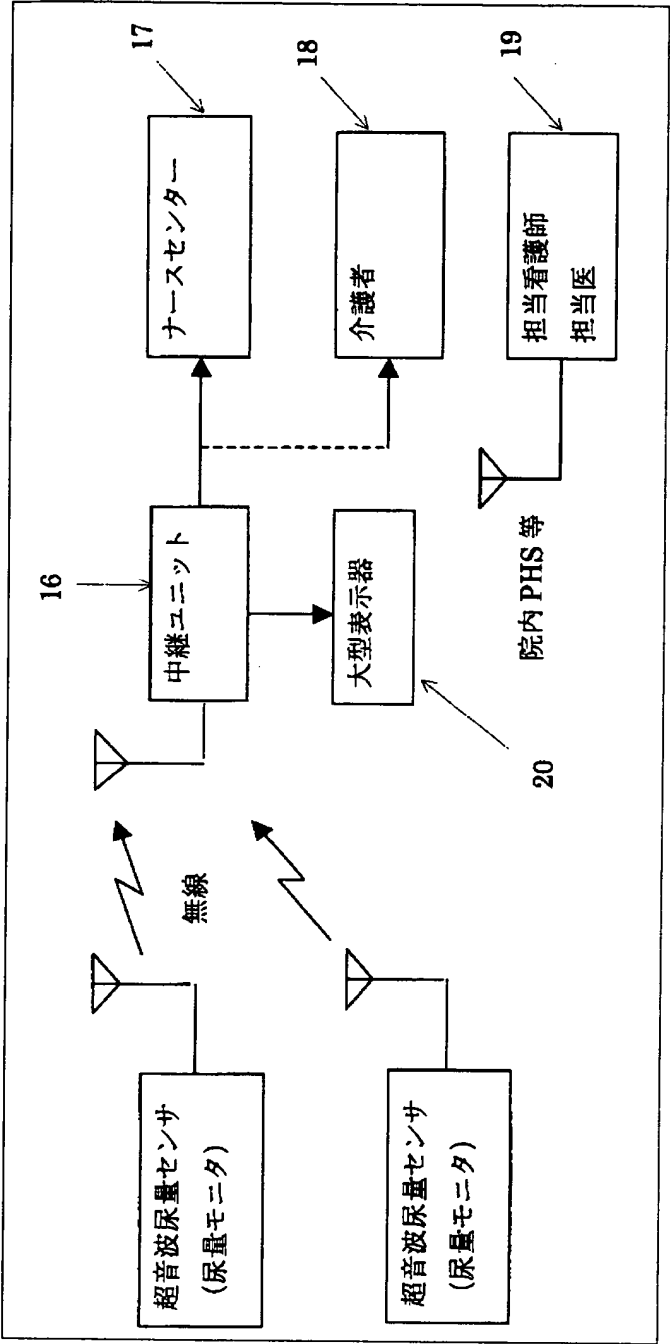 超音波尿量センサ
(尿量モニタ)
超音波尿量センサ
(尿量モニタ)
無線
16
中継ユニット
大型表示器
20
ナースセンター
17
介護者
18
院内 PHS 等
担当看護師
担当医
19